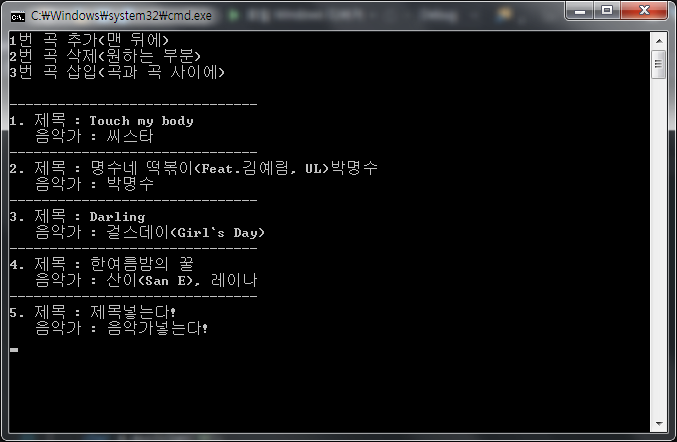 C:₩Windows₩system32₩cmd.exe
1번 곡 추가(맨 뒤에)
2번 곡 삭제(원하는 부분)
3번 곡 삽입(곡과 곡 사이에)
-------------------------------
1. 제목 : Touch my body
음악가 : 씨스타
-------------------------------
2. 제목 : 명수네 떡볶이(Feat.김예림, UL)박명수
음악가 : 박명수
-------------------------------
3. 제목 : Darling
음악가 : 걸스데이(Girl`s Day)
-------------------------------
4. 제목 : 한여름밤의 꿀
음악가 : 산이(San E), 레이나
-------------------------------
5. 제목 : 제목넣는다!
음악가 : 음악가넣는다!